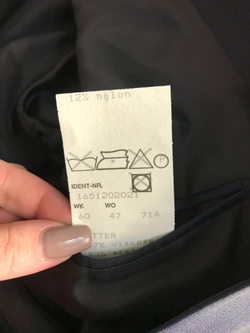 12% nylon
P
IDENT-NR.
1651202021
WK WO
60 47 714